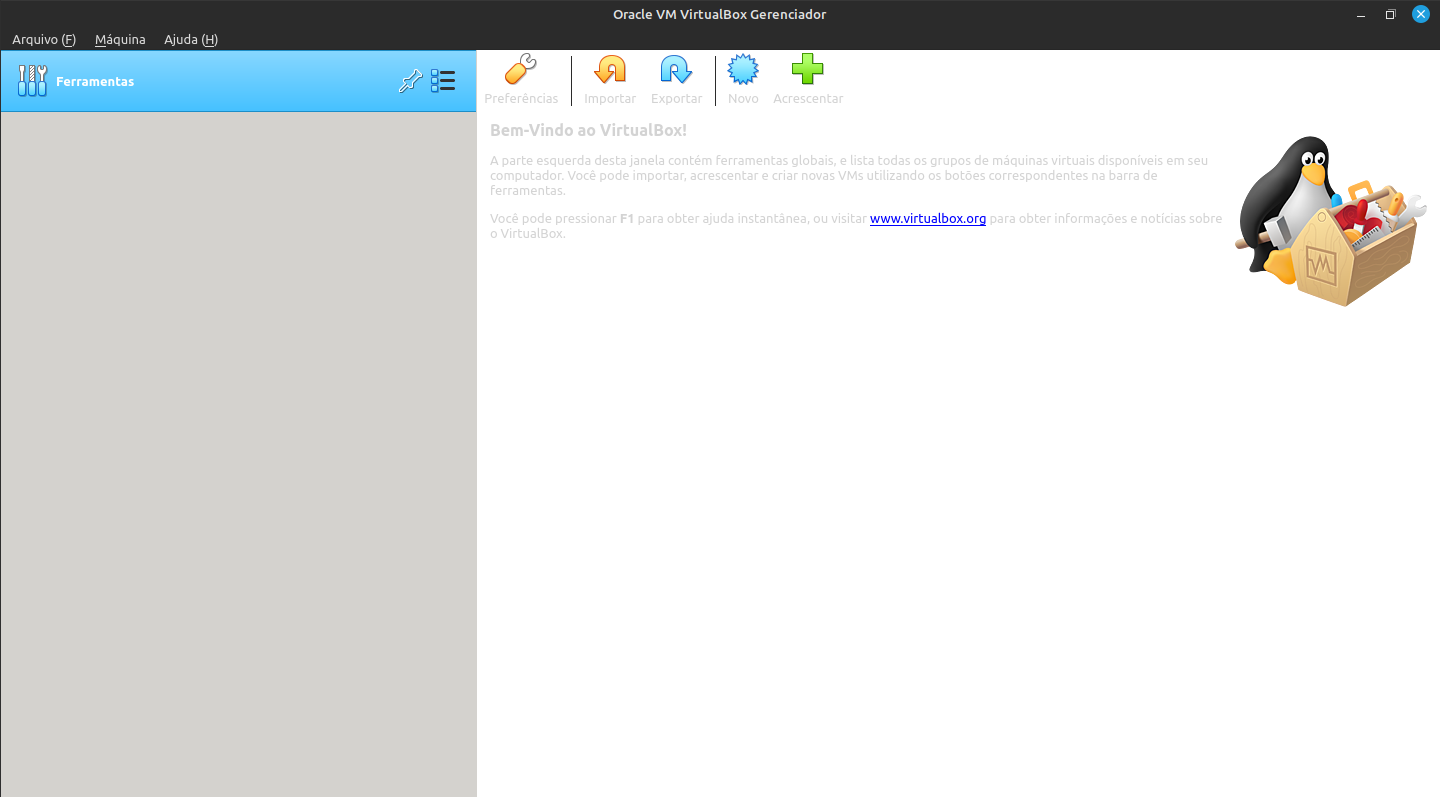 Oracle VM VirtualBox Gerenciador
Arquivo (F) Máquina Ajuda (H)
Ferramentas
Preferências Importar Exportar Novo Acrescentar
Bem-Vindo ao VirtualBox!
A parte esquerda desta janela contém ferramentas globais, e lista todas os grupos de máquinas virtuais disponíveis em seu
computador. Você pode importar, acrescentar e criar novas VMs utilizando os botões correspondentes na barra de
ferramentas.
Você pode pressionar F1 para obter ajuda instantânea, ou visitar www.virtualbox.org para obter informações e notícias sobre
o VirtualBox.